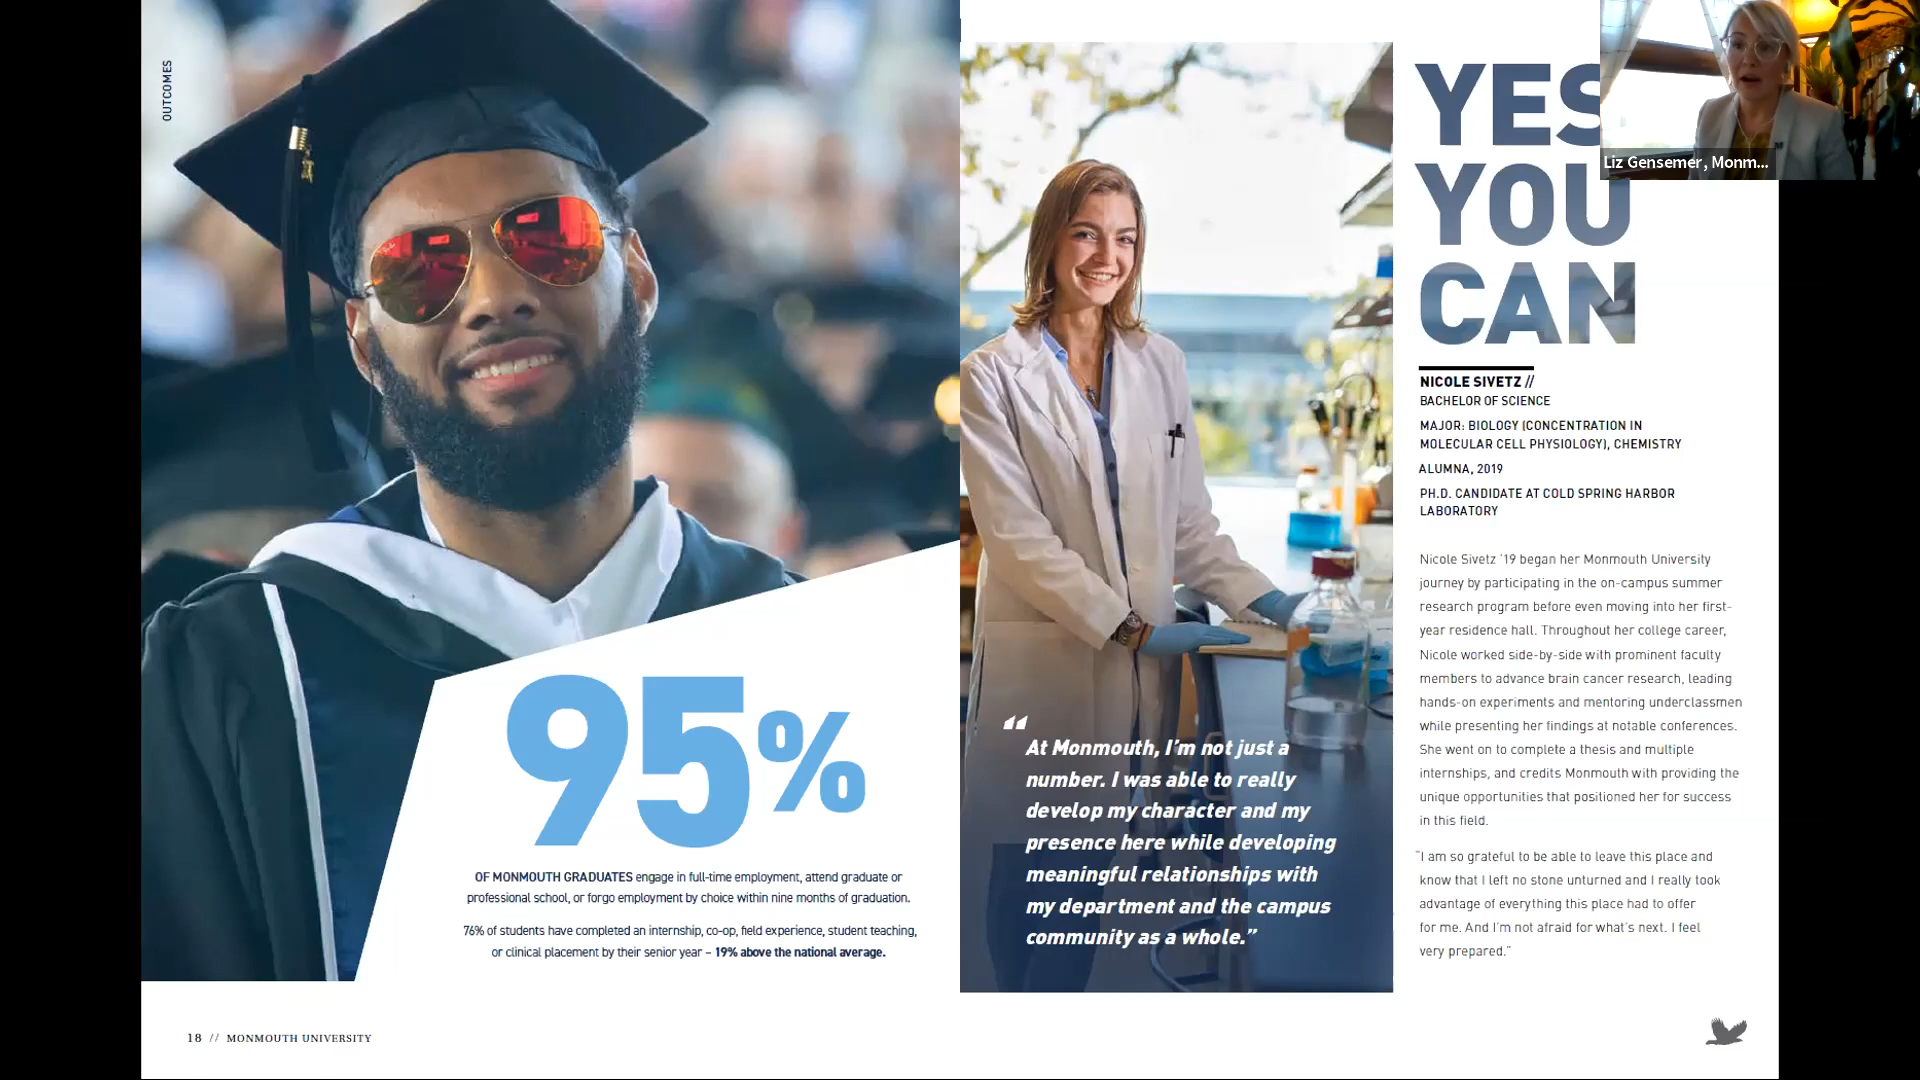 OUTCOMES
95%
OF MONMOUTH GRADUATES engage in full-time employment, attend graduate or
professional school, or forgo employment by choice within nine months of graduation.
76% of students have completed an internship, co-op, field experience, student teaching,
or clinical placement by their senior year – 19% above the national average.
18 // MONMOUTH UNIVERSITY
“
At Monmouth, I’m not just a
number. I was able to really
develop my character and my
presence here while developing
meaningful relationships with
my department and the campus
community as a whole.”
YES
YOU
CAN
NICOLE SIVETZ //
BACHELOR OF SCIENCE
MAJOR: BIOLOGY (CONCENTRATION IN
MOLECULAR CELL PHYSIOLOGY), CHEMISTRY
ALUMNA, 2019
PH.D. CANDIDATE AT COLD SPRING HARBOR
LABORATORY
Nicole Sivetz ’19 began her Monmouth University
journey by participating in the on-campus summer
research program before even moving into her first-
year residence hall. Throughout her college career,
Nicole worked side-by-side with prominent faculty
members to advance brain cancer research, leading
hands-on experiments and mentoring underclassmen
while presenting her findings at notable conferences.
She went on to complete a thesis and multiple
internships, and credits Monmouth with providing the
unique opportunities that positioned her for success
in this field.
“I am so grateful to be able to leave this place and
know that I left no stone unturned and I really took
advantage of everything this place had to offer
for me. And I’m not afraid for what’s next. I feel
very prepared.”
Liz Gensemer, Monm...